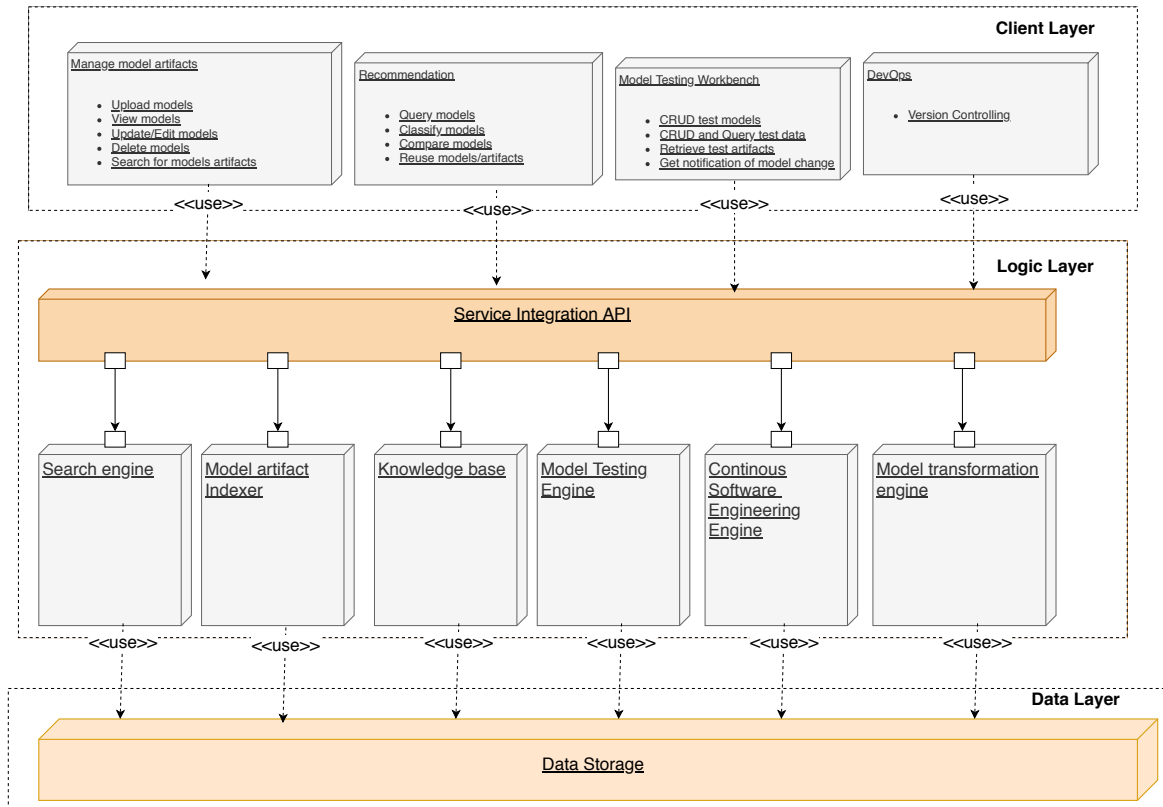 Client Layer
Manage model artifacts
Upload models
View models
Update/Edit models
Delete models
Search for models artifacts
Recommendation
Query models
Classify models
Compare models
Reuse models/artifacts
Model Testing Workbench
CRUD test models
CRUD and Query test data
Retrieve test artifacts
Get notification of model change
DevOps
Version Controlling
<<use>>
<<use>>
<<use>>
<<use>>
Logic Layer
Service Integration API
Search engine
Model artifact
Indexer
Knowledge base
Model Testing
Engine
Continous
Software
Engineering
Engine
Model transformation
engine
<<use>>
<<use>>
<<use>>
<<use>>
<<use>>
<<use>>
Data Layer
Data Storage